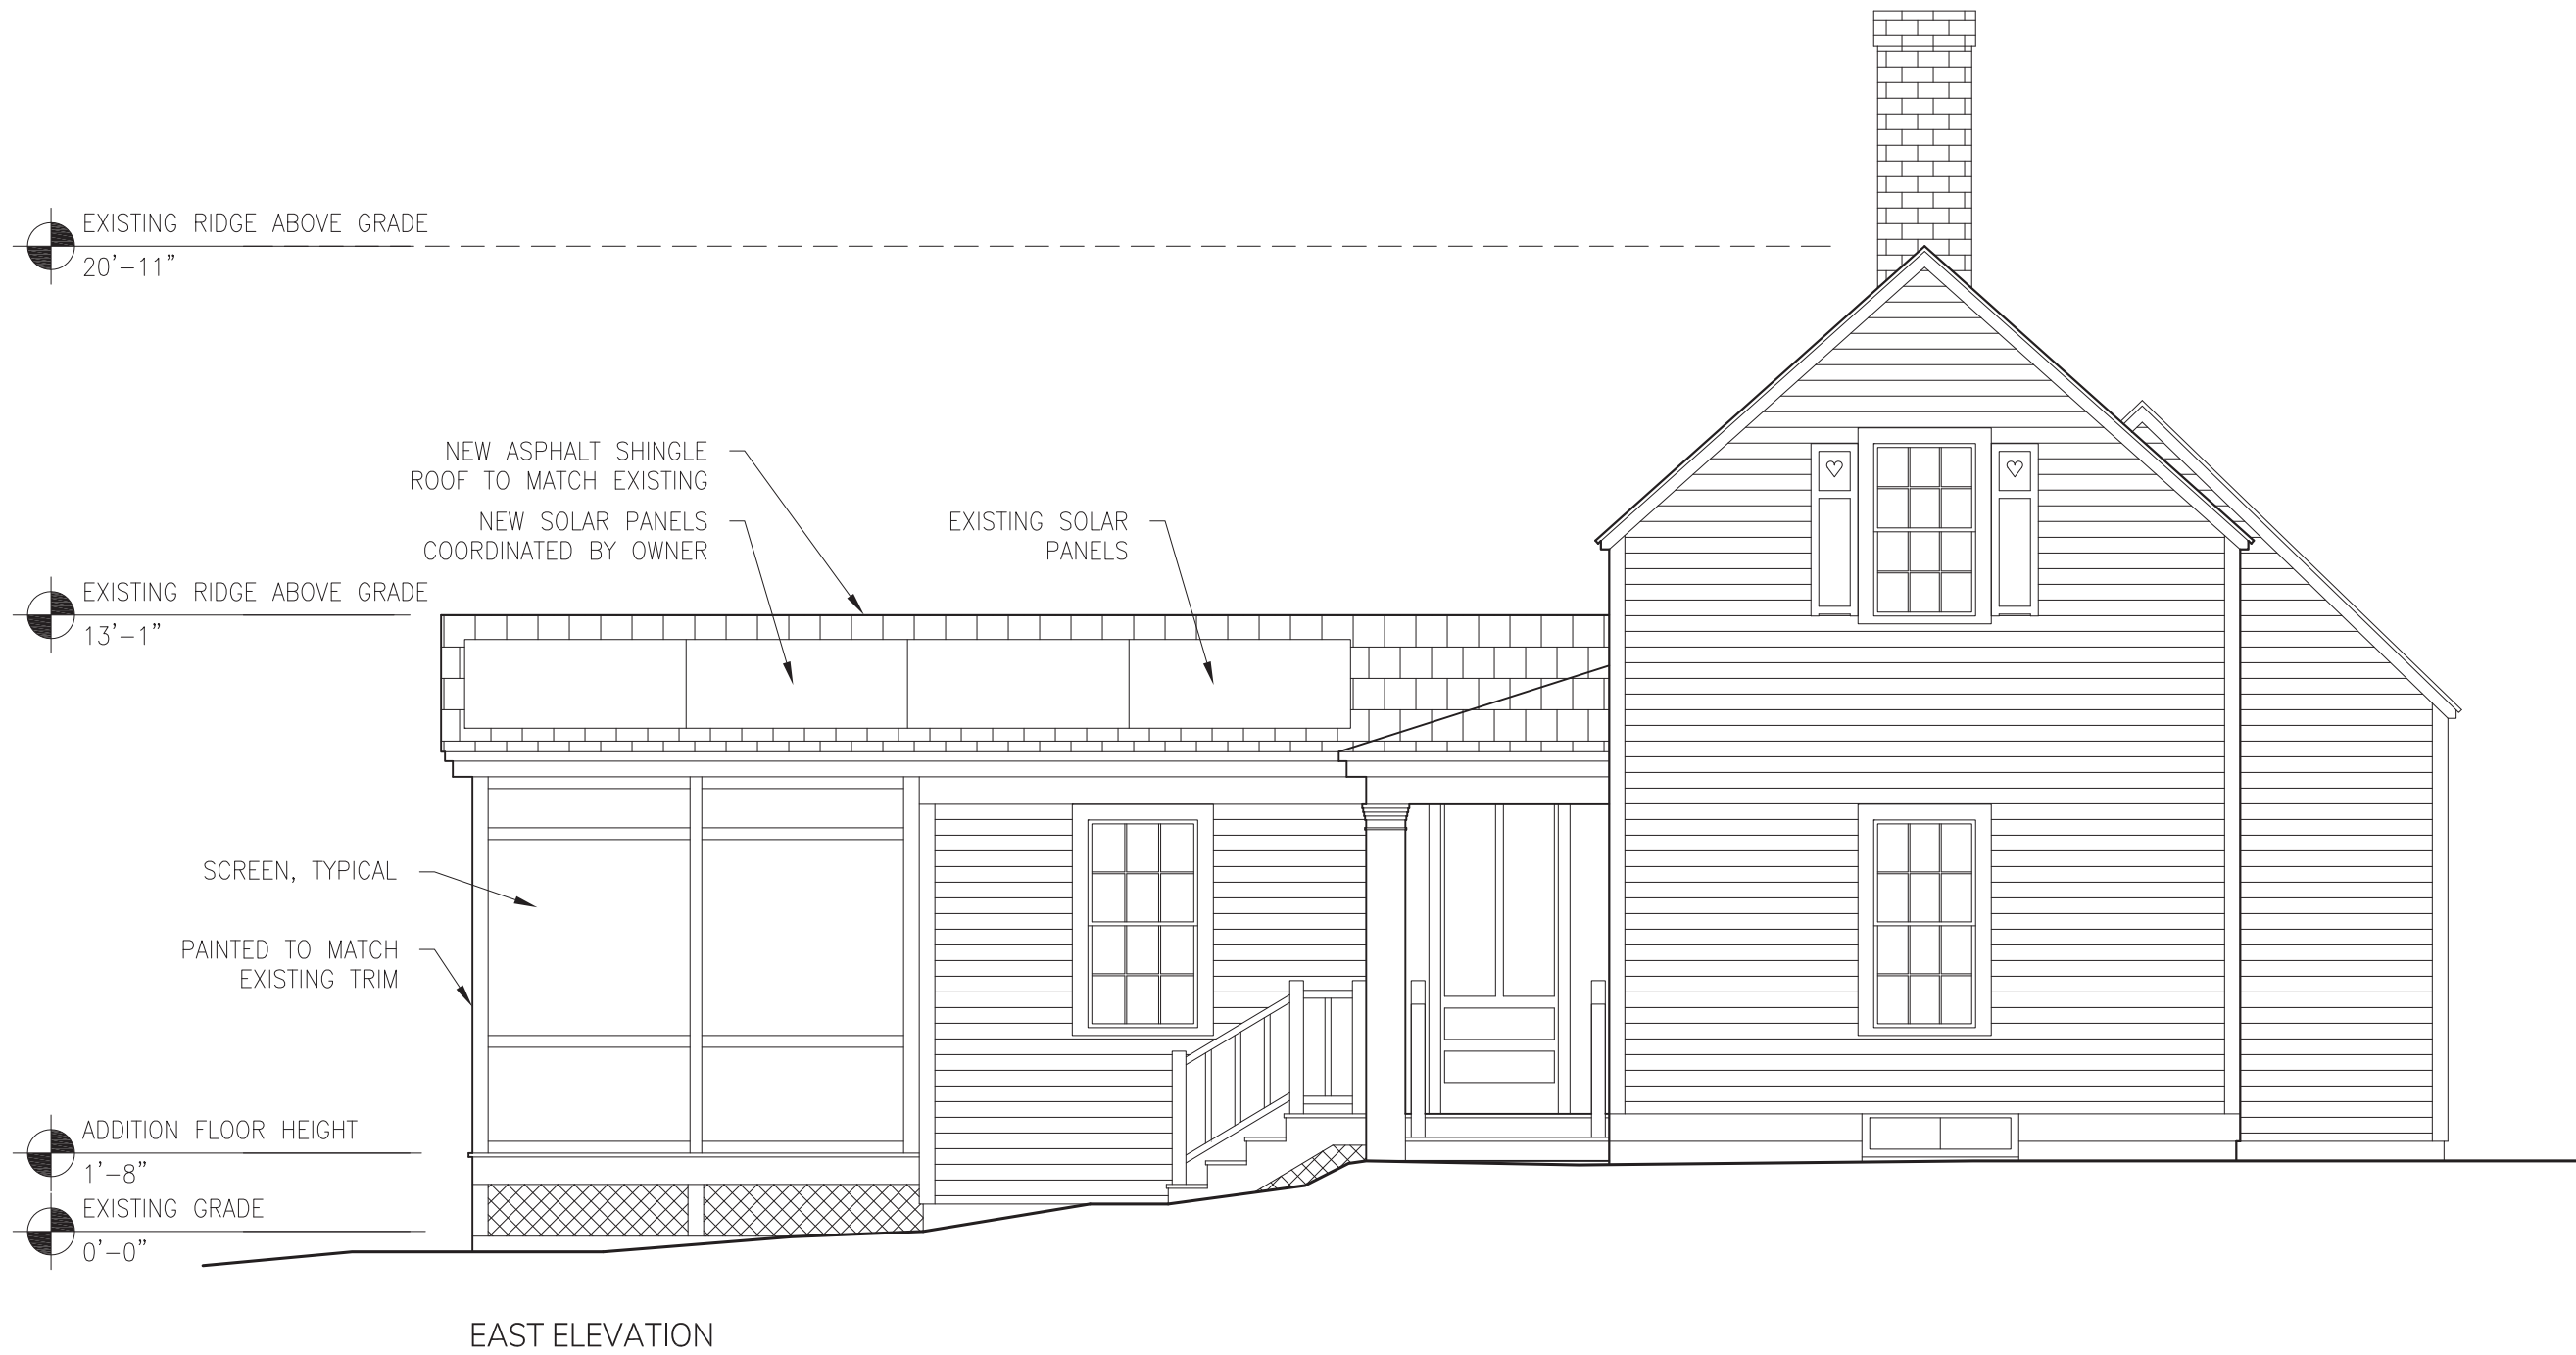 EXISTING RIDGE ABOVE GRADE
20'-11"
NEW ASPHALT SHINGLE
ROOF TO MATCH EXISTING
NEW SOLAR PANELS
COORDINATED BY OWNER
EXISTING SOLAR
PANELS
EXISTING RIDGE ABOVE GRADE
13'-1"
SCREEN, TYPICAL
PAINTED TO MATCH
EXISTING TRIM
ADDITION FLOOR HEIGHT
1'-8"
EXISTING GRADE
0'-0"
EAST ELEVATION